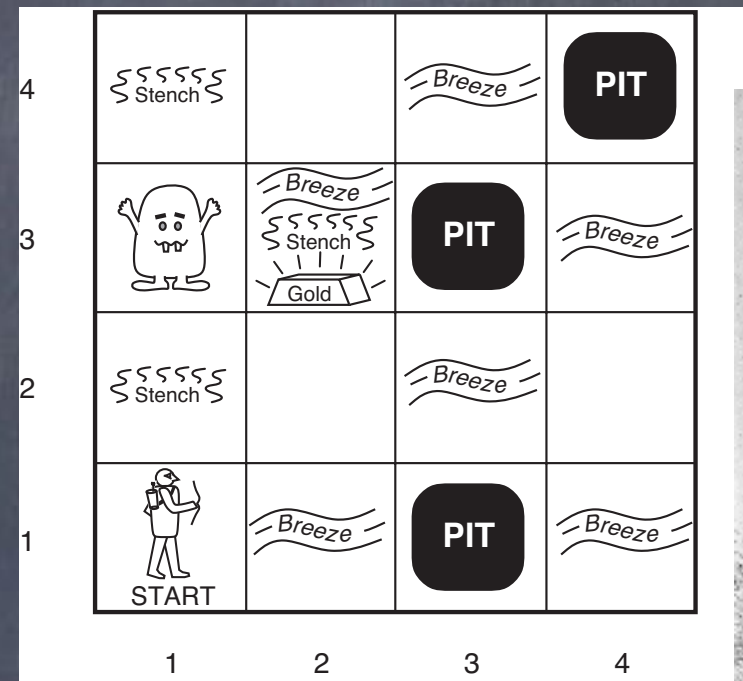 4
Stench
Breeze
PIT
3
Breeze
Stench
Gold
PIT
Breeze
2
Stench
Breeze
1
START
Breeze
PIT
Breeze
1 2 3 4